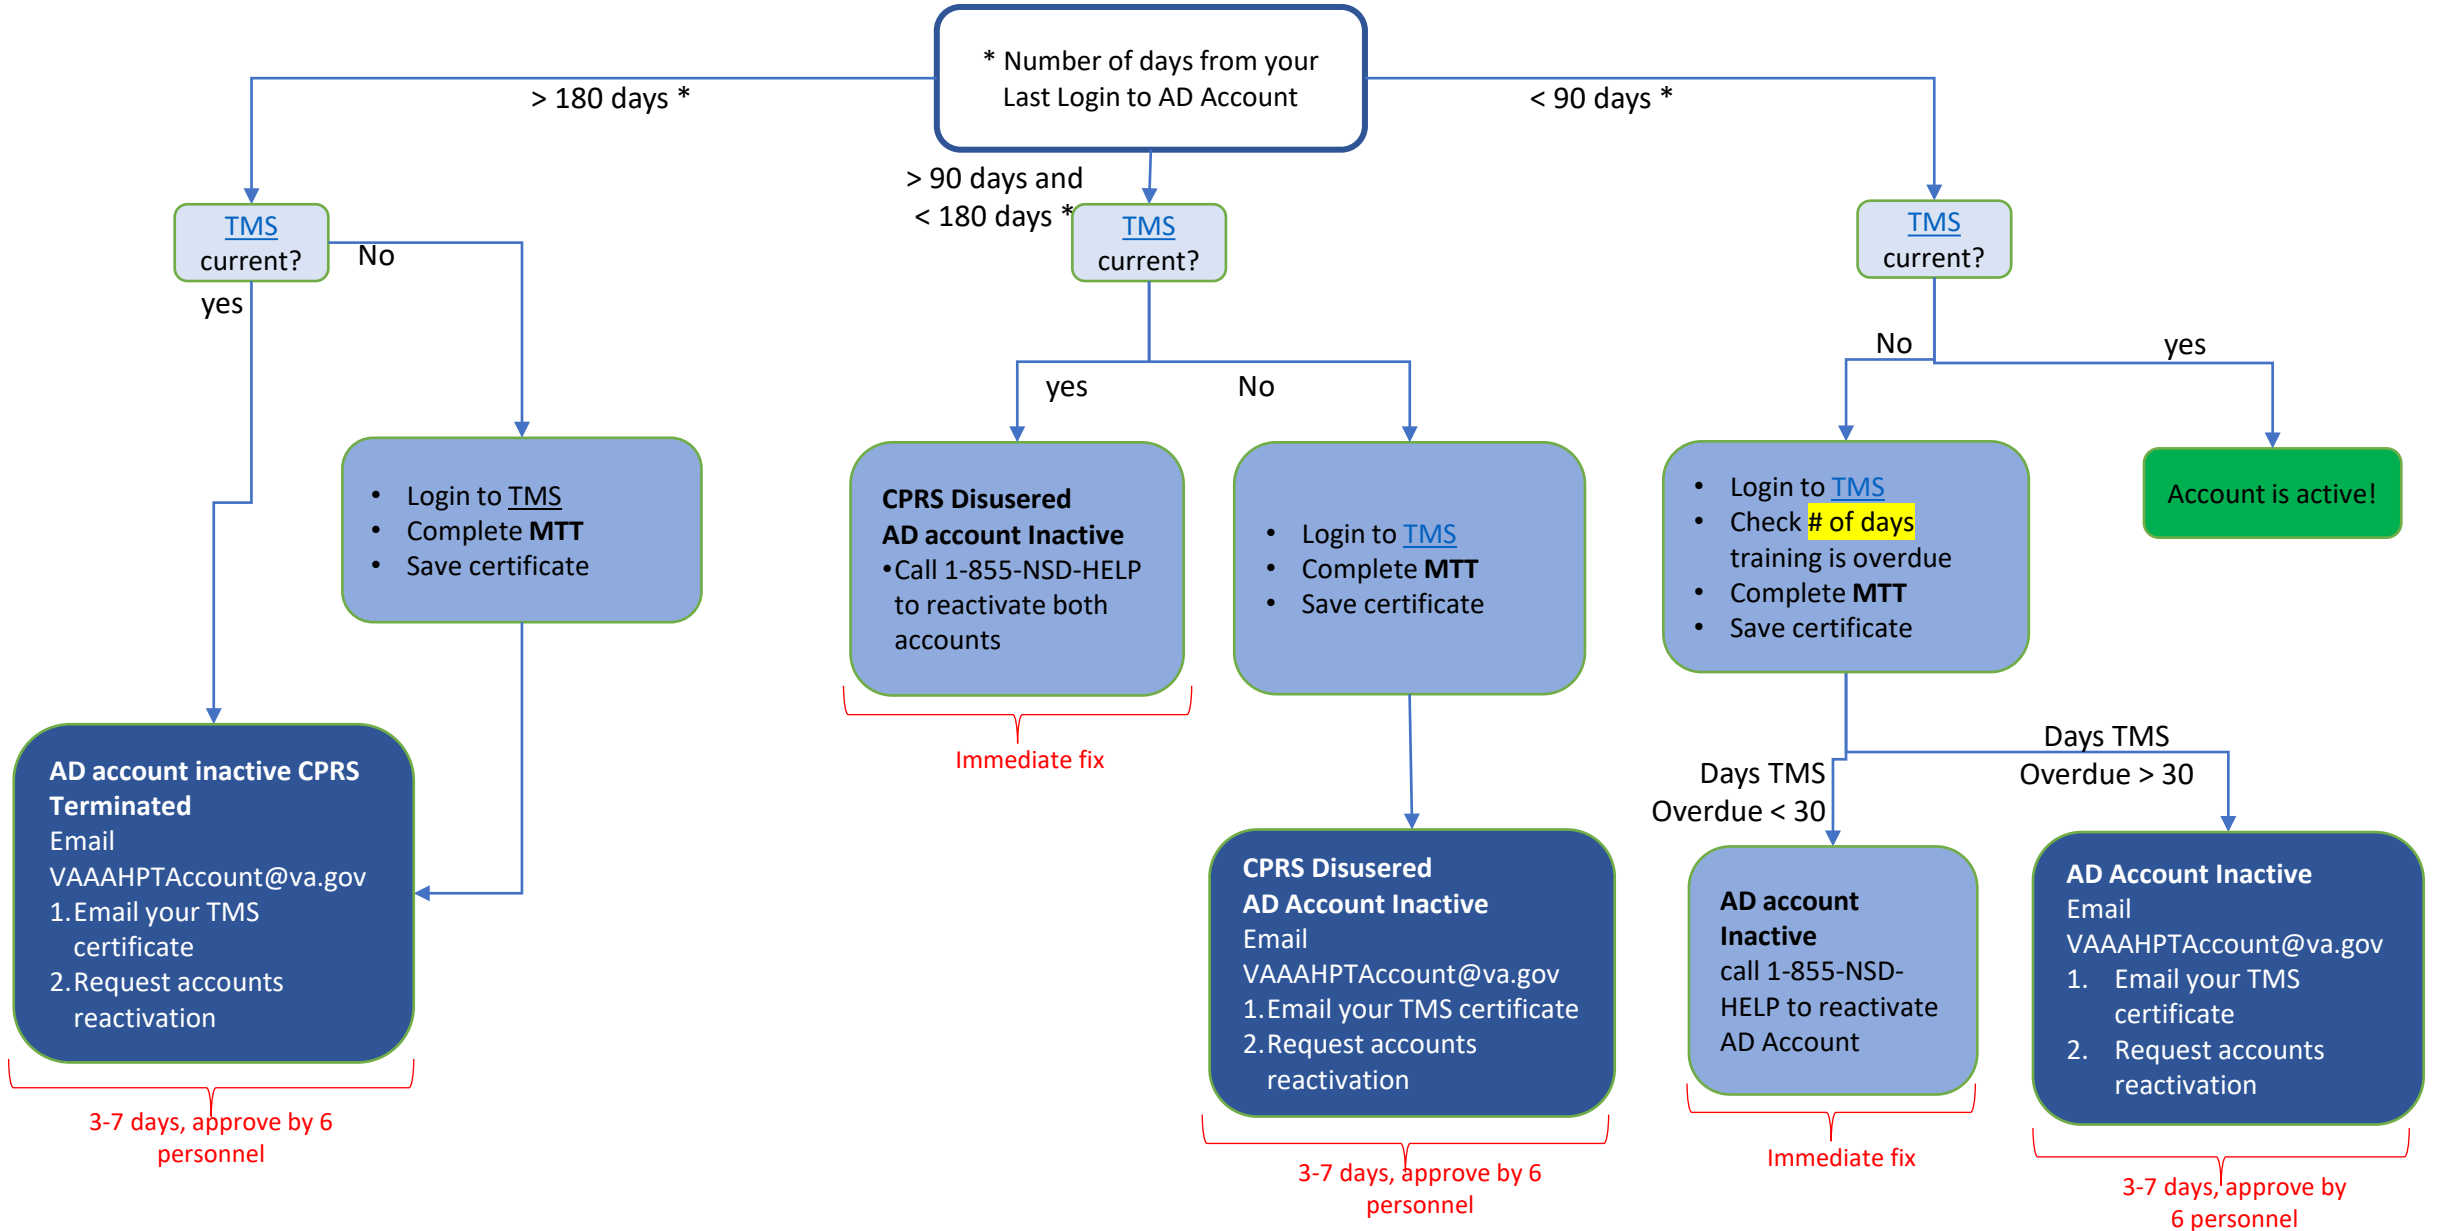 * Number of days from your
Last Login to AD Account
> 180 days *
< 90 days *
> 90 days and
< 180 days *
TMS
current?
No
yes
TMS
current?
yes
No
TMS
current?
No
yes
• Login to TMS
• Complete MTT
• Save certificate
CPRS Disusered
AD account Inactive
•Call 1-855-NSD-HELP
to reactivate both
accounts
Immediate fix
• Login to TMS
• Complete MTT
• Save certificate
• Login to TMS
• Check # of days
training is overdue
• Complete MTT
• Save certificate
Account is active!
Days TMS
Overdue < 30
Days TMS
Overdue > 30
AD account inactive CPRS
Terminated
Email
VAAAHPTAccount@va.gov
1.Email your TMS
certificate
2.Request accounts
reactivation
3-7 days, approve by 6
personnel
CPRS Disusered
AD Account Inactive
Email
VAAAHPTAccount@va.gov
1.Email your TMS certificate
2.Request accounts
reactivation
3-7 days, approve by 6
personnel
AD account
Inactive
call 1-855-NSD-
HELP to reactivate
AD Account
Immediate fix
AD Account Inactive
Email
VAAAHPTAccount@va.gov
1. Email your TMS
certificate
2. Request accounts
reactivation
3-7 days, approve by
6 personnel